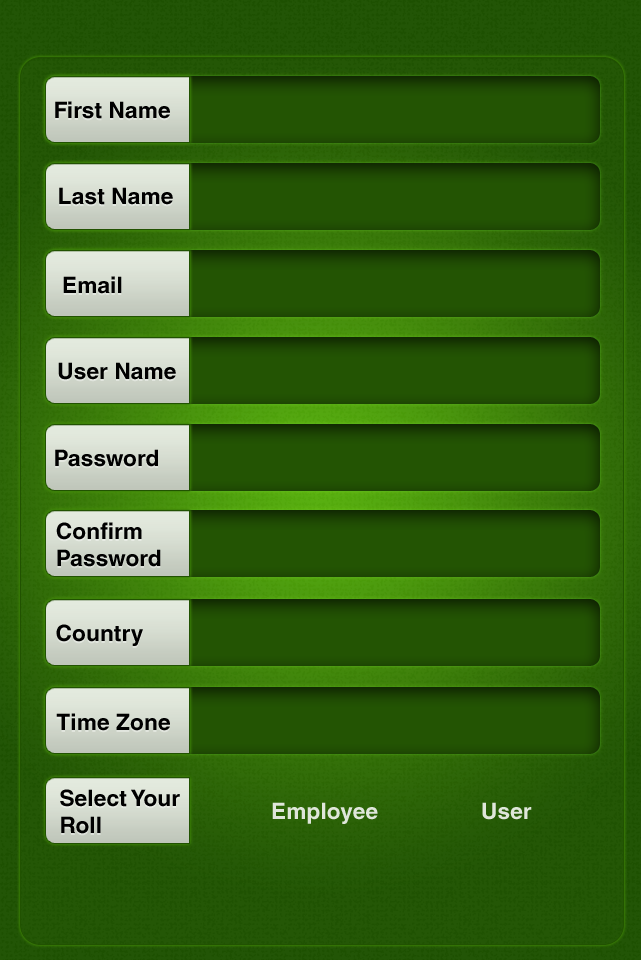 First Name
Last Name
Email
User Name
Password
Confirm
Password
Country
Time Zone
Select Your
Roll
Employee
User